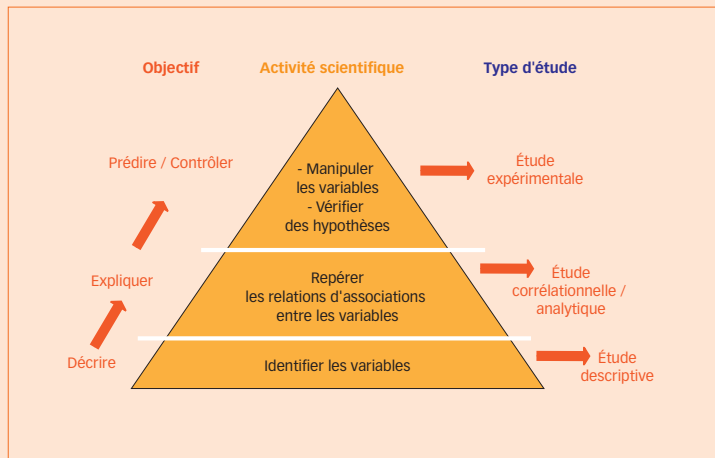 Objectif
Activité scientifique
Type d'étude
Prédire / Contrôler
- Manipuler
les variables
- Vérifier
des hypothèses
Étude
expérimentale
Expliquer
Repérer
les relations d'associations
entre les variables
Étude
corrélationnelle /
analytique
Décrire
Identifier les variables
Étude
descriptive